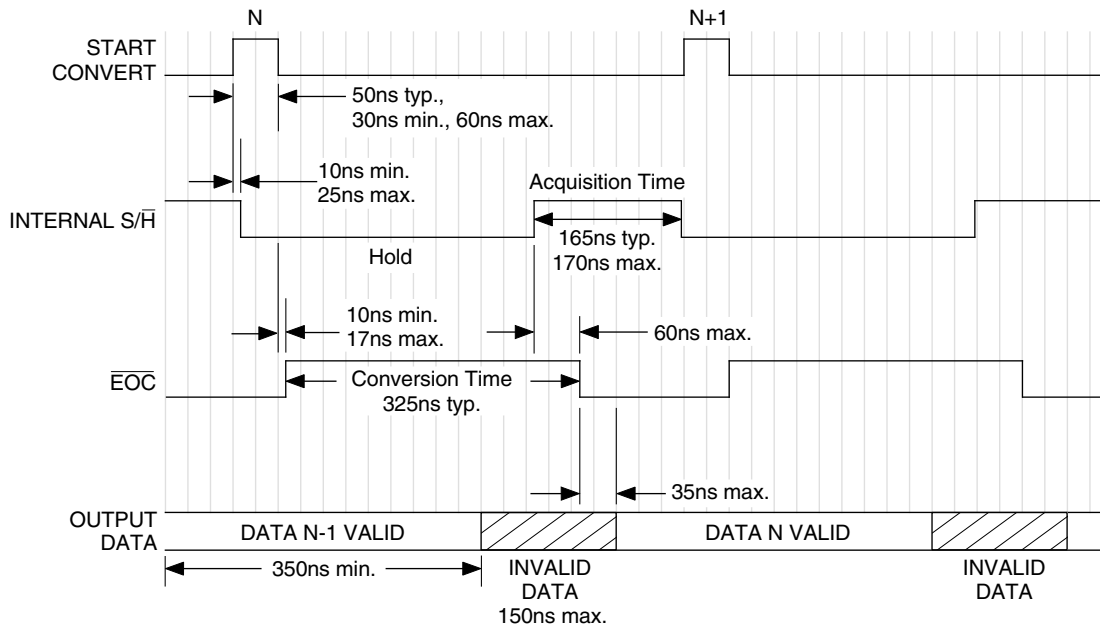 N
N+1
START
CONVERT
50ns typ.,
30ns min., 60ns max.
10ns min.
25ns max.
Acquisition Time
INTERNAL S/H̅
165ns typ.
170ns max.
Hold
10ns min.
17ns max.
60ns max.
E̅O̅C̅
Conversion Time
325ns typ.
35ns max.
OUTPUT
DATA
DATA N-1 VALID
DATA N VALID
350ns min.
INVALID
DATA
150ns max.
INVALID
DATA